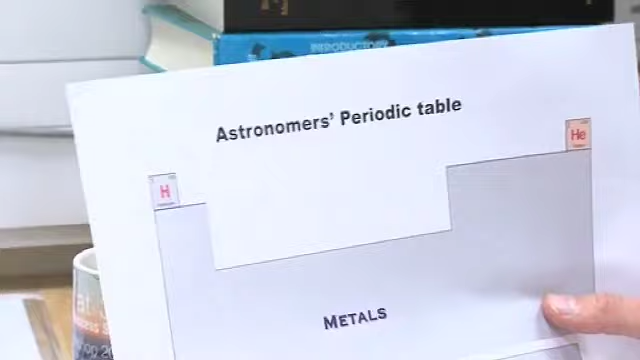 INTRODUCTORY
Astronomers' Periodic table
H
He
METALS